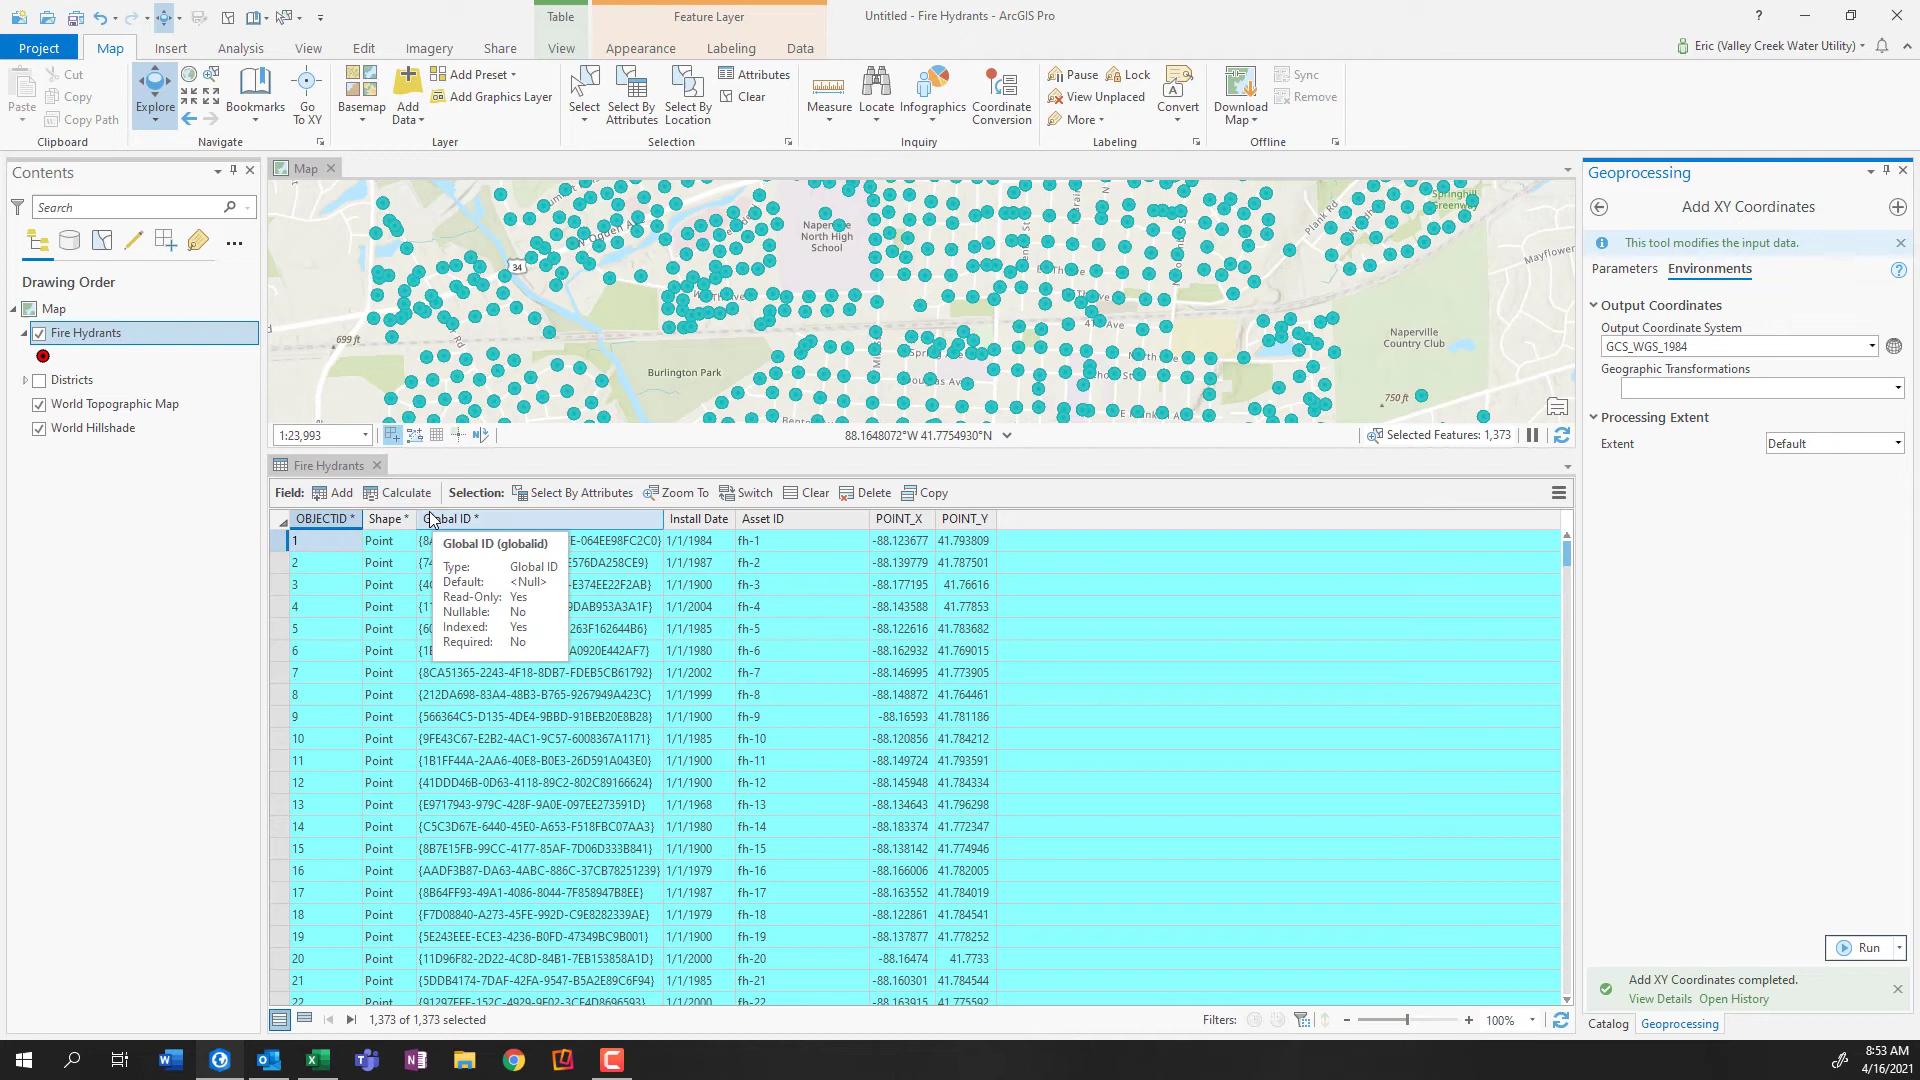 Table
Feature Layer
Untitled - Fire Hydrants - ArcGIS Pro
?
Project
Map
Insert
Analysis
View
Edit
Imagery
Share
View
Appearance
Labeling
Data
Eric (Valley Creek Water Utility)
Paste
Cut
Copy
Copy Path
Clipboard
Explore
Bookmarks
Go To XY
Navigate
Basemap
Add Data
Add Preset
Add Graphics Layer
Layer
Select
Select By Attributes
Select By Location
Attributes
Clear
Selection
Measure
Locate
Infographics
Coordinate Conversion
Inquiry
Pause
Lock
View Unplaced
More
Convert
Labeling
Download Map
Sync
Remove
Offline
Contents
Search
Drawing Order
Map
Fire Hydrants
Districts
World Topographic Map
World Hillshade
Map
Naperville North High School
34
699 ft
Burlington Park
4th Ave
Plank Rd
Springhill Greenway
Mayflower
Naperville Country Club
750 ft
1:23,993
88.1648072°W 41.7754930°N
Selected Features: 1,373
Fire Hydrants
Field: Add Calculate Selection: Select By Attributes Zoom To Switch Clear Delete Copy
OBJECTID * Shape * Global ID * Install Date Asset ID POINT_X POINT_Y
1 Point E-064EE98FC2C0} 1/1/1984 fh-1 -88.123677 41.793809
2 Point E576DA258CE9} 1/1/1987 fh-2 -88.139779 41.787501
3 Point -E374EE22F2AB} 1/1/1900 fh-3 -88.177195 41.76616
4 Point 9DAB953A3A1F} 1/1/2004 fh-4 -88.143588 41.77853
5 Point 263F162644B6} 1/1/1985 fh-5 -88.122616 41.783682
6 Point A0920E442AF7} 1/1/1980 fh-6 -88.162932 41.769015
7 Point {8CA51365-2243-4F18-8DB7-FDEB5CB61792} 1/1/2002 fh-7 -88.146995 41.773905
8 Point {212DA698-83A4-48B3-B765-9267949A423C} 1/1/1999 fh-8 -88.148872 41.764461
9 Point {566364C5-D135-4DE4-9BBD-91BEB20E8B28} 1/1/1900 fh-9 -88.16593 41.781186
10 Point {9FE43C67-E2B2-4AC1-9C57-6008367A1171} 1/1/1985 fh-10 -88.120856 41.784212
11 Point {1B1FF44A-2AA6-40E8-B0E3-26D591A043E0} 1/1/1900 fh-11 -88.149724 41.793591
12 Point {41DDD46B-0D63-4118-89C2-802C89166624} 1/1/1900 fh-12 -88.145948 41.784334
13 Point {E9717943-979C-428F-9A0E-097EE273591D} 1/1/1968 fh-13 -88.134643 41.796298
14 Point {C5C3D67E-6440-45E0-A653-F518FBC07AA3} 1/1/1980 fh-14 -88.183374 41.772347
15 Point {8B7E15FB-99CC-4177-85AF-7D06D333B841} 1/1/1900 fh-15 -88.138142 41.774946
16 Point {AADF3B87-DA63-4ABC-886C-37CB78251239} 1/1/1979 fh-16 -88.166006 41.782005
17 Point {8B64FF93-49A1-4086-8044-7F858947B8EE} 1/1/1987 fh-17 -88.163552 41.784019
18 Point {F7D08840-A273-45FE-992D-C9E8282339AE} 1/1/1979 fh-18 -88.122861 41.784541
19 Point {5E243EEE-ECE3-4236-B0FD-47349BC9B001} 1/1/1900 fh-19 -88.137877 41.778252
20 Point {11D96F82-2D22-4C8D-84B1-7EB153858A1D} 1/1/2000 fh-20 -88.16474 41.7733
21 Point {5DDB4174-7DAF-42FA-9547-B5A2E89C6F94} 1/1/1985 fh-21 -88.160301 41.784544
22 Point 1/1/2000 fh-22 -88.163915 41.775592
Global ID (globalid)
Type: Global ID
Default: <Null>
Read-Only: Yes
Nullable: No
Indexed: Yes
Required: No
1,373 of 1,373 selected
Filters:
100%
Geoprocessing
Add XY Coordinates
This tool modifies the input data.
Parameters Environments
Output Coordinates
Output Coordinate System
GCS_WGS_1984
Geographic Transformations
Processing Extent
Extent Default
Run
Add XY Coordinates completed.
View Details Open History
Catalog Geoprocessing
8:53 AM
4/16/2021